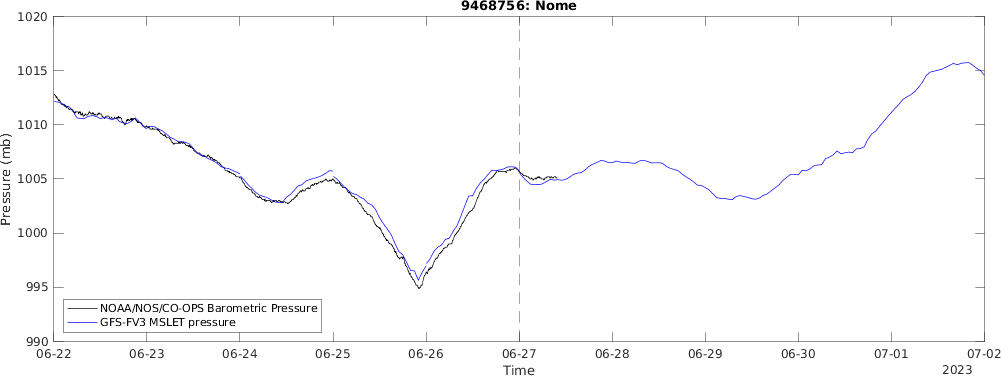 9468756: Nome
1020
1015
1010
1005
1000
995
990
Pressure (mb)
NOAA/NOS/CO-OPS Barometric Pressure
GFS-FV3 MSLET pressure
06-22 06-23 06-24 06-25 06-26 06-27 06-28 06-29 06-30 07-01 07-02
Time
2023